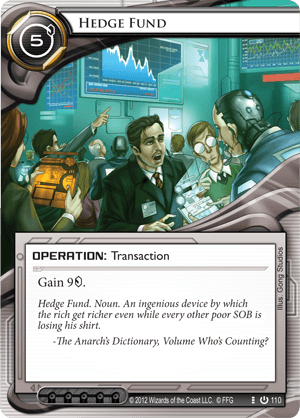 Hedge Fund
5
OPERATION: Transaction
Gain 9
Hedge Fund. Noun. An ingenious device by which
the rich get richer even while every other poor SOB is
losing his shirt.
-The Anarch's Dictionary, Volume Who's Counting?
Illus. Gong Studios
© 2012 Wizards of the Coast LLC. © FFG
110